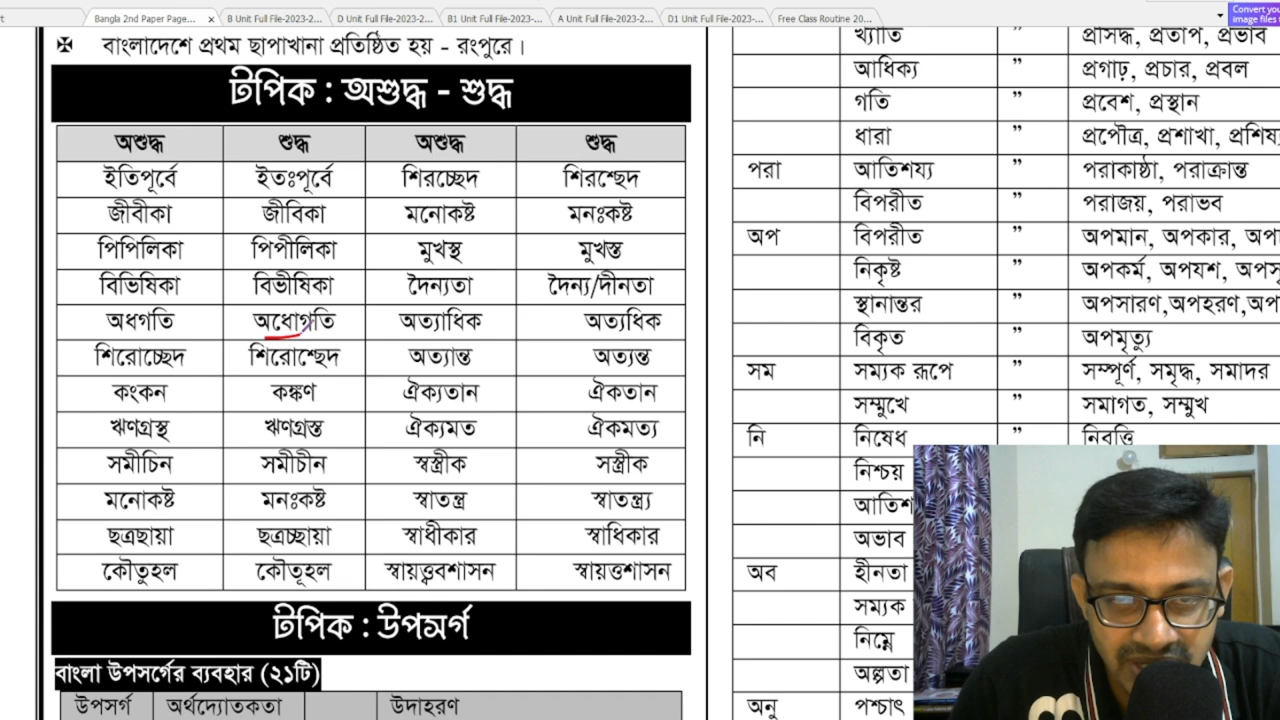 Bangla 2nd Paper Page... × B Unit Full File-2023-2... D Unit Full File-2023-2... B1 Unit Full File-2023-... A Unit Full File-2023-2... D1 Unit Full File-2023-... Free Class Routine 20...
Convert you
image files t
✠ বাংলাদেশে প্রথম ছাপাখানা প্রতিষ্ঠিত হয় - রংপুরে।
টপিক : অশুদ্ধ - শুদ্ধ
অশুদ্ধ শুদ্ধ অশুদ্ধ শুদ্ধ
ইতিপূর্বে ইতঃপূর্বে শিরচ্ছেদ শিরশ্ছেদ
জীবীকা জীবিকা মনোকষ্ট মনঃকষ্ট
পিপিলিকা পিপীলিকা মুখস্থ মুখস্ত
বিভিষিকা বিভীষিকা দৈন্যতা দৈন্য/দীনতা
অধগতি অধোগতি অত্যাধিক অত্যধিক
শিরোচ্ছেদ শিরোশ্ছেদ অত্যান্ত অত্যন্ত
কংকন কঙ্কণ ঐক্যতান ঐকতান
ঋণগ্রস্থ ঋণগ্রস্ত ঐক্যমত ঐকমত্য
সমীচিন সমীচীন স্বস্ত্রীক সস্ত্রীক
মনোকষ্ট মনঃকষ্ট স্বাতন্ত্র স্বাতন্ত্র্য
ছত্রছায়া ছত্রচ্ছায়া স্বাধীকার স্বাধিকার
কৌতুহল কৌতূহল স্বায়ত্ত্বশাসন স্বায়ত্তশাসন
টপিক : উপসর্গ
বাংলা উপসর্গের ব্যবহার (২১টি)
উপসর্গ অর্থদ্যোতকতা উদাহরণ
খ্যাতি ” প্রসিদ্ধ, প্রতাপ, প্রভাব
আধিক্য ” প্রগাঢ়, প্রচার, প্রবল
গতি ” প্রবেশ, প্রস্থান
ধারা ” প্রপৌত্র, প্রশাখা, প্রশিষ্য
পরা আতিশয্য ” পরাকাষ্ঠা, পরাক্রান্ত
বিপরীত ” পরাজয়, পরাভব
অপ বিপরীত ” অপমান, অপকার,
নিকৃষ্ট ” অপকর্ম, অপযশ,
স্থানান্তর ” অপসারণ,অপহরণ,
বিকৃত ” অপমৃত্যু
সম সম্যক রূপে ” সম্পূর্ণ, সমৃদ্ধ, সমাদর
সম্মুখে ” সমাগত, সম্মুখ
নি নিষেধ ” নিবৃত্তি
নিশ্চয়
আতিশ
অভাব
অব হীনতা
সম্যক
নিম্নে
অল্পতা
অনু পশ্চাৎ